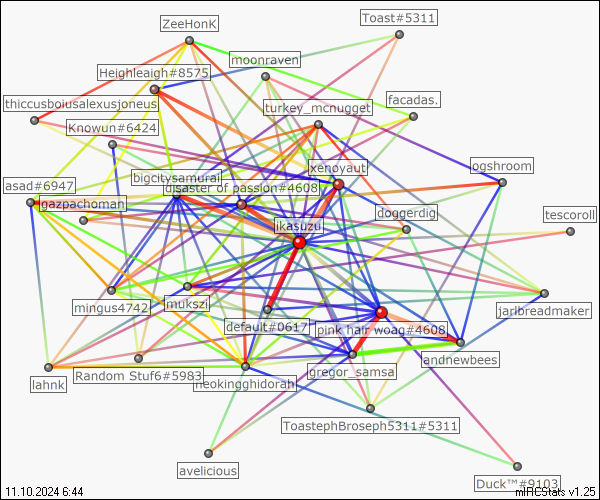 ZeeHonK
Toast#5311
moonraven
Heighleaigh#8575
thiccusboiusalexusjoneus
turkey_mcnugget
facadas.
Knowun#6424
xenoyaut
ogshroom
bigcitysamurai
asad#6947
disaster of passion#4608
gazpachoman
doggerdig
tescoroll
ikasuzu
mingus4742
mukszi
jarlbreadmaker
default#0617
pink hair woag#4608
andnewbees
lahnk
Random Stuf6#5983
neokingghidorah
gregor_samsa
ToastephBroseph5311#5311
avelicious
Duck™#9103
11.10.2024 6:44
mIRCStats v1.25